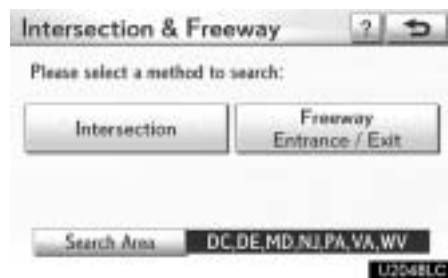 Intersection & Freeway ?
Please select a method to search:
Intersection
Freeway
Entrance / Exit
Search Area DC,DE,MD,NJ,PA,VA,WV
U2048LC